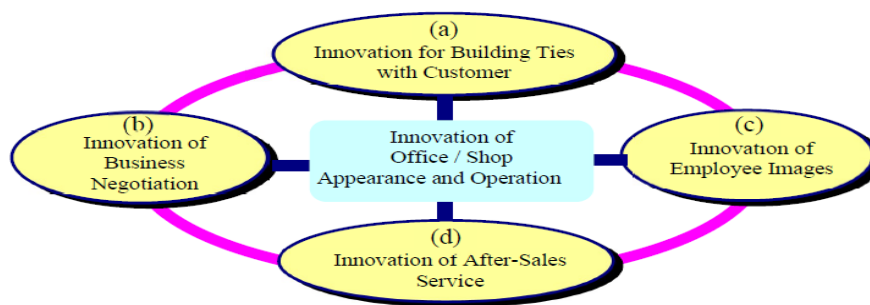 (a)
Innovation for Building Ties
with Customer
(b)
Innovation of
Business
Negotiation
Innovation of
Office / Shop
Appearance and Operation
(c)
Innovation of
Employee Images
(d)
Innovation of After-Sales
Service